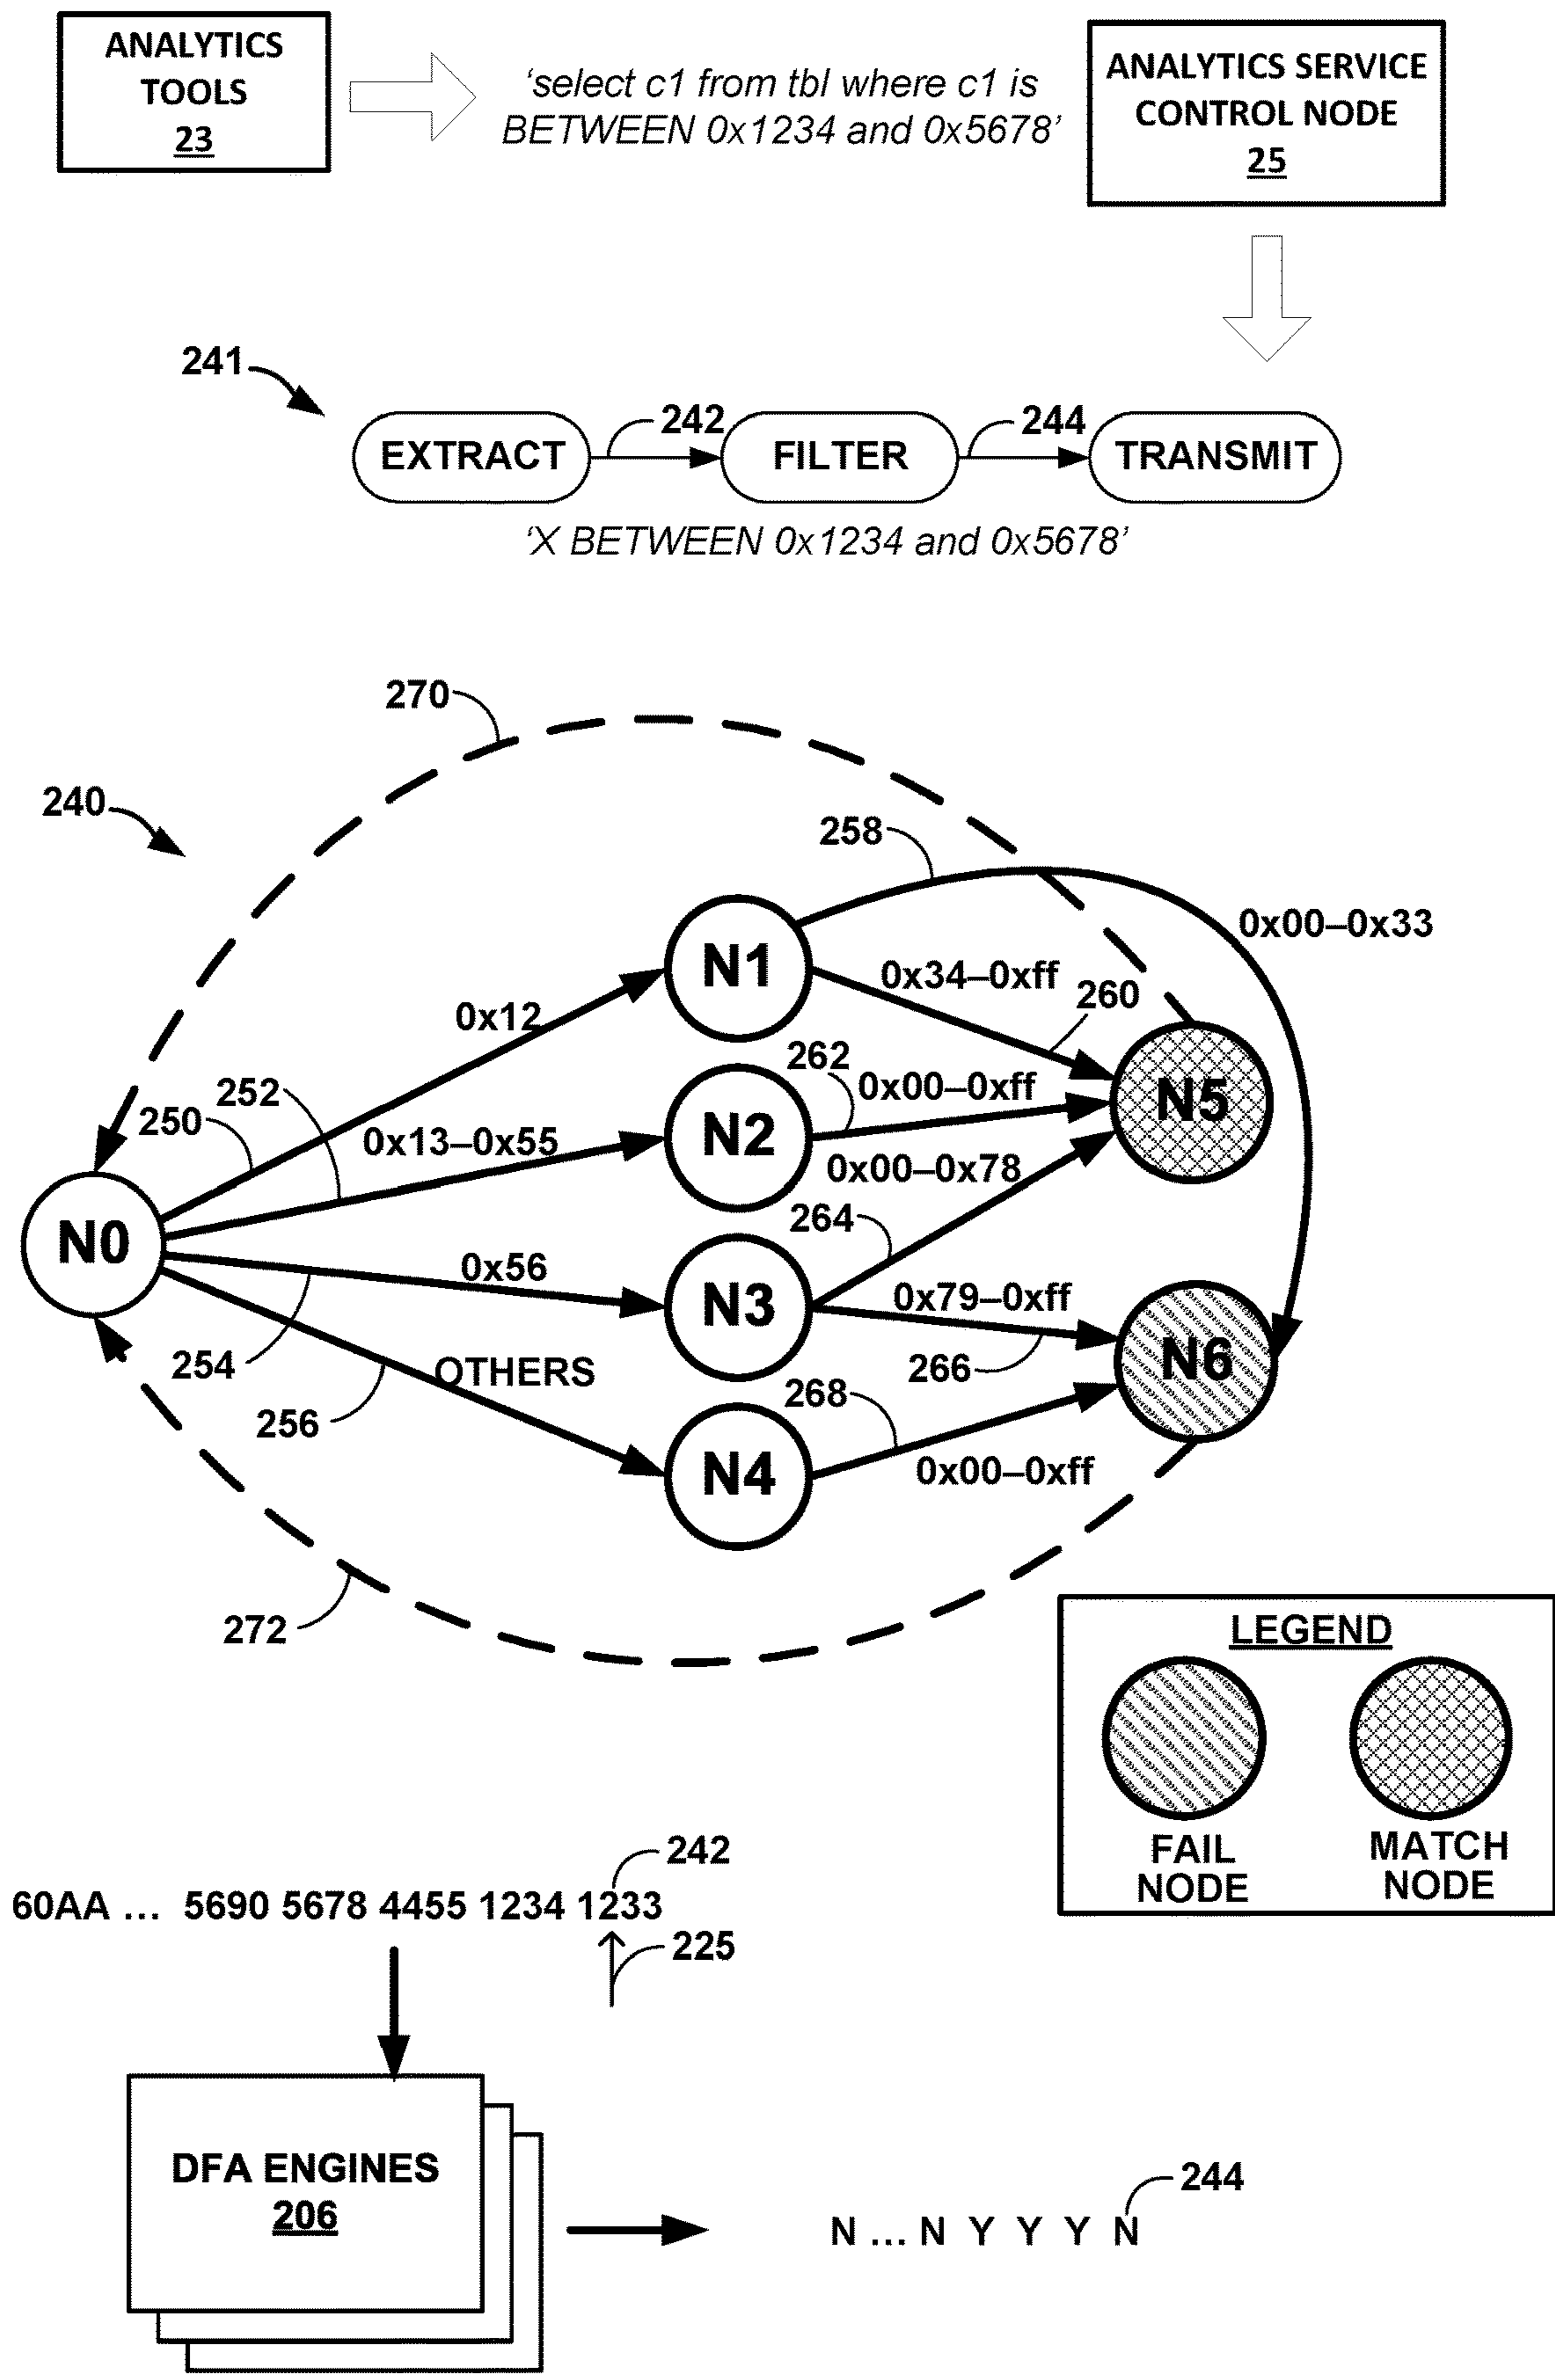 ANALYTICS
TOOLS
23
‘select c1 from tbl where c1 is
BETWEEN 0x1234 and 0x5678’
ANALYTICS SERVICE
CONTROL NODE
25
241
242
244
EXTRACT
FILTER
TRANSMIT
‘X BETWEEN 0x1234 and 0x5678’
270
240
258
0x00–0x33
N1
0x34–0xff
260
0x12
262
252
0x00–0xff
N5
250
0x13–0x55
N2
0x00–0x78
264
N0
0x56
N3
0x79–0xff
254
266
N6
OTHERS
268
256
N4
0x00–0xff
272
LEGEND
FAIL
NODE
MATCH
NODE
242
60AA ... 5690 5678 4455 1234 1233
225
DFA ENGINES
206
244
N ... N Y Y Y N